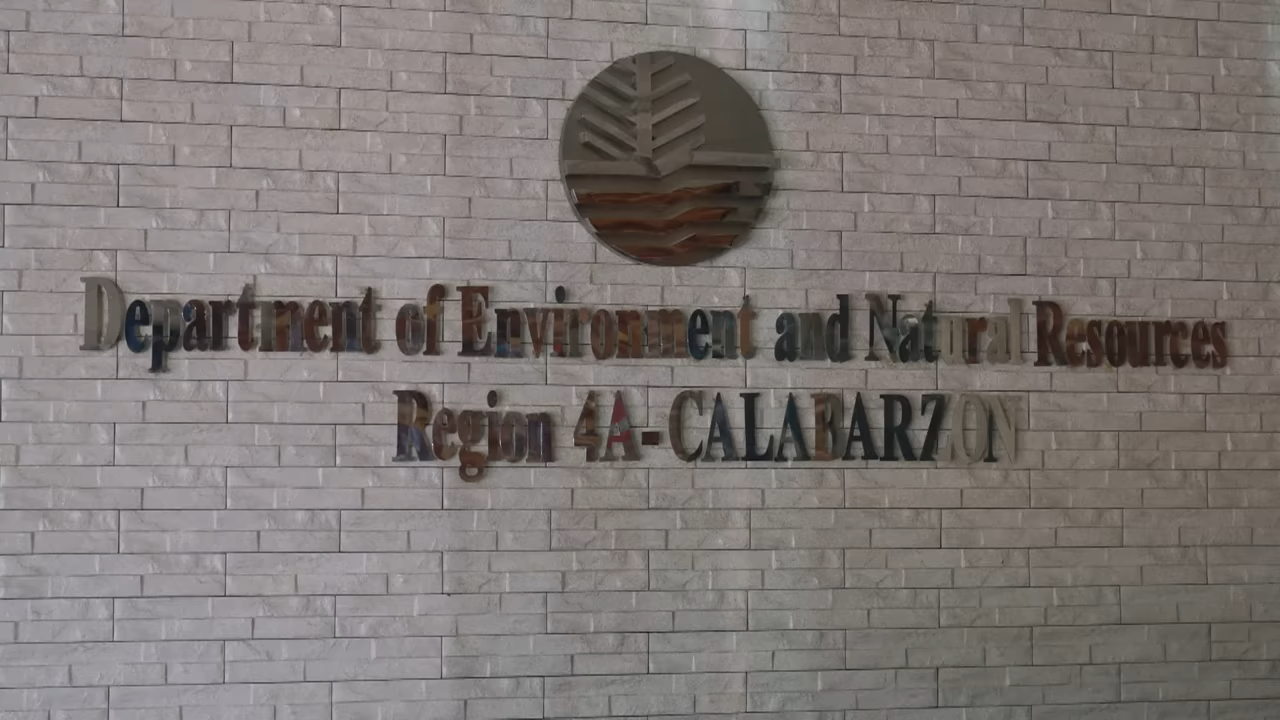 Department of Environment and Natural Resources
Region 4A-CALABARZON